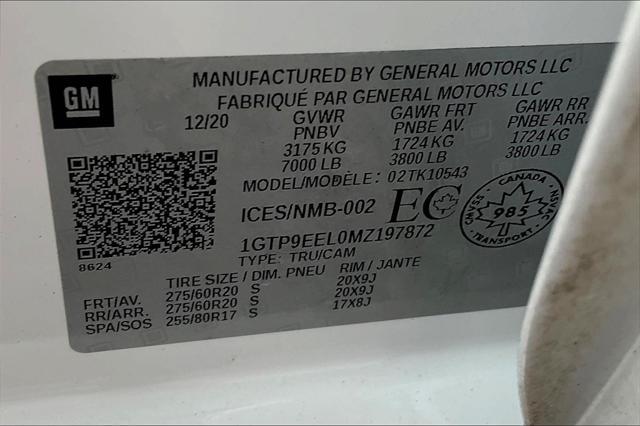 GM
MANUFACTURED BY GENERAL MOTORS LLC
FABRIQUÉ PAR GENERAL MOTORS LLC
12/20 GVWR GAWR FRT GAWR RR
PNBV PNBE AV. PNBE ARR.
3175 KG 1724 KG 1724 KG
7000 LB 3800 LB 3800 LB
MODEL/MODÈLE: 02TK10543
ICES/NMB-002 EC
CANADA
985
TRANSPORT
NSVAC
1GTP9EEL0MZ197872
8624
TYPE: TRU/CAM
TIRE SIZE / DIM. PNEU RIM / JANTE
FRT/AV. 275/60R20 S 20X9J
RR/ARR. 275/60R20 S 20X9J
SPA/SOS 255/80R17 S 17X8J